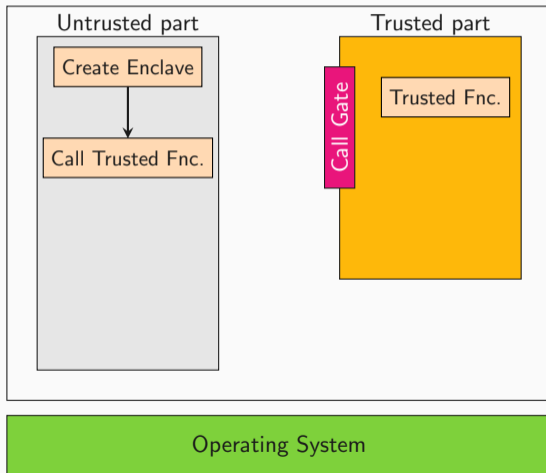 Untrusted part
Trusted part
Create Enclave
Call Trusted Fnc.
Call Gate
Trusted Fnc.
Operating System